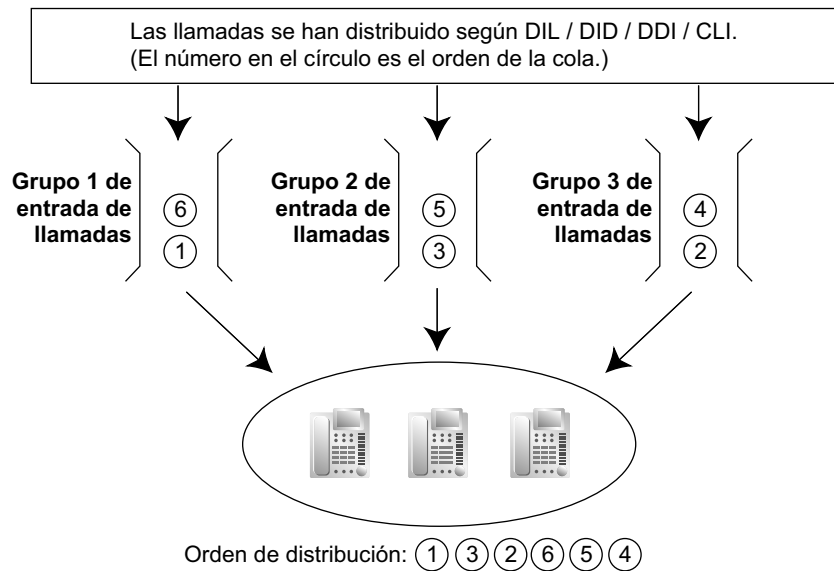 Las llamadas se han distribuido según DIL / DID / DDI / CLI.
(El número en el círculo es el orden de la cola.)
Grupo 1 de
entrada de
llamadas
6
1
Grupo 2 de
entrada de
llamadas
5
3
Grupo 3 de
entrada de
llamadas
4
2
Orden de distribución: 1 3 2 6 5 4